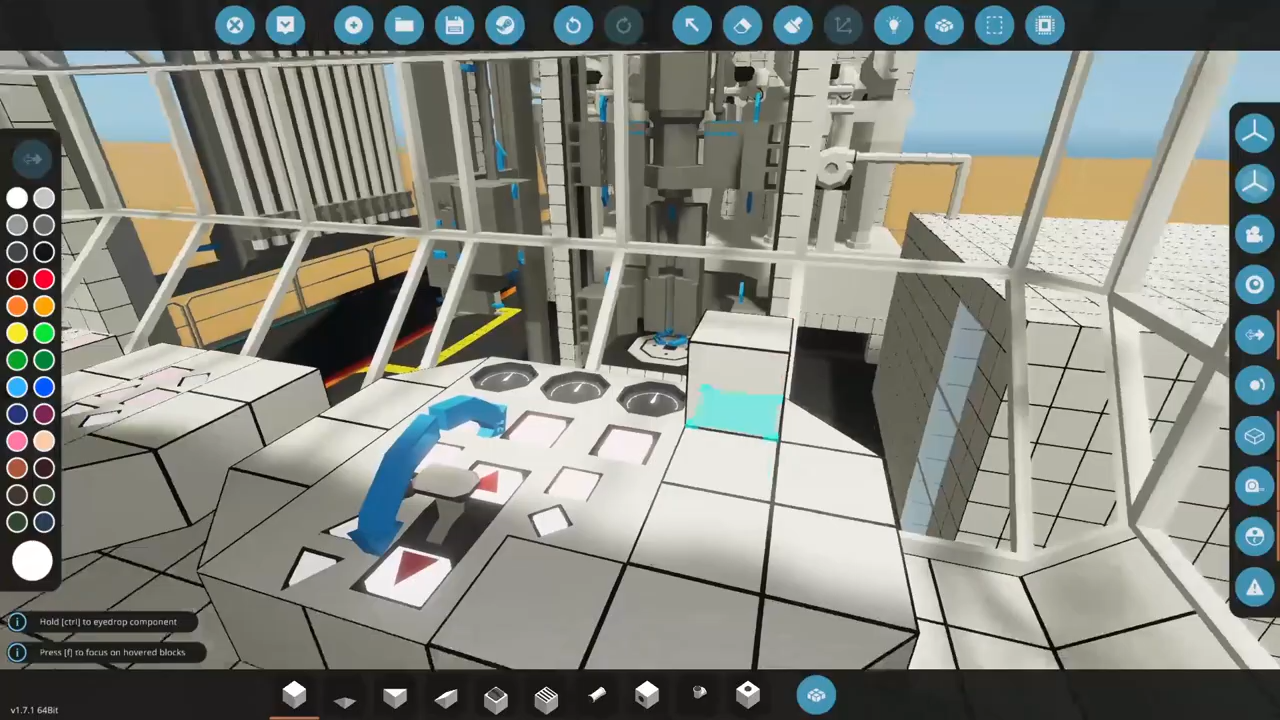 Hold [ctrl] to eyedrop component
Press [f] to focus on hovered blocks
v1.7.1 64Bit